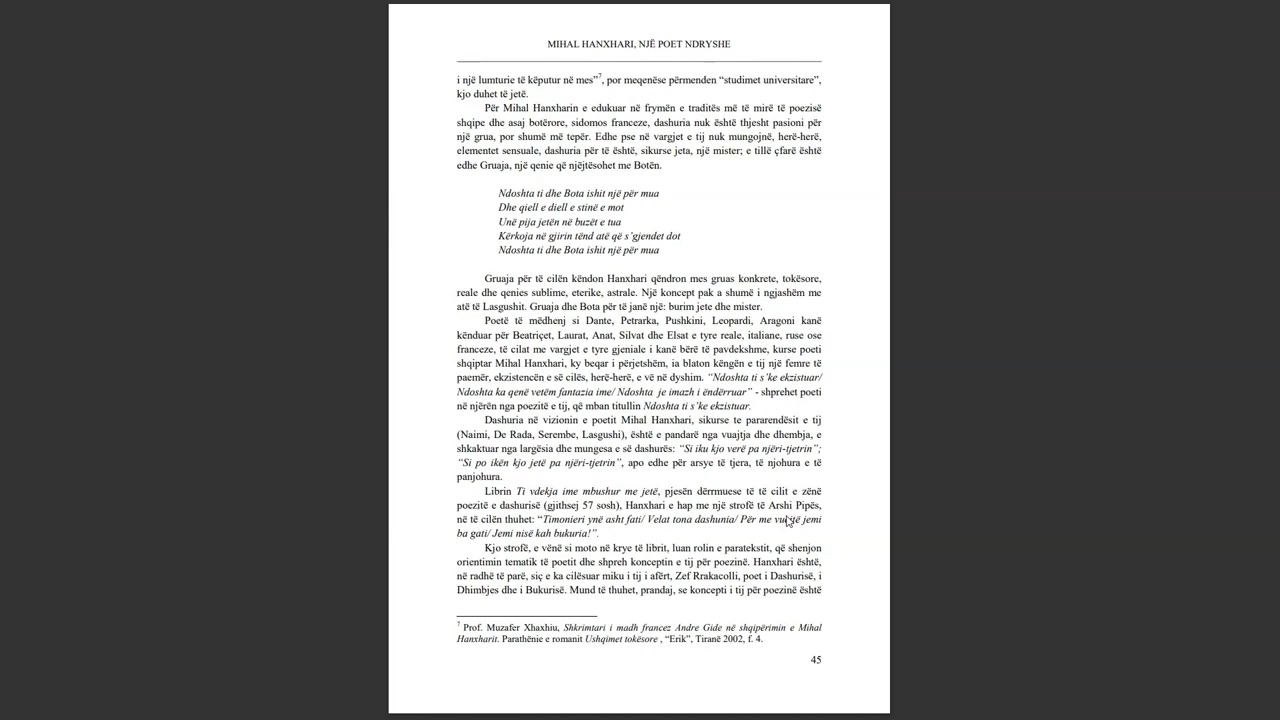 MIHAL HANXHARI, NJË POET NDRYSHE
i një lumturie të këputur në mes”7, por meqenëse përmenden “studimet universitare”,
kjo duhet të jetë.
Për Mihal Hanxharin e edukuar në frymën e traditës më të mirë të poezisë
shqipe dhe asaj botërore, sidomos franceze, dashuria nuk është thjesht pasioni për
një grua, por shumë më tepër. Edhe pse në vargjet e tij nuk mungojnë, herë-herë,
elementet sensuale, dashuria për të është, sikurse jeta, një mister; e tillë çfarë është
edhe Gruaja, një qenie që njëjtësohet me Botën.
Ndoshta ti dhe Bota ishit një për mua
Dhe qiell e diell e stinë e mot
Unë pija jetën në buzët e tua
Kërkoja në gjirin tënd atë që s’gjendet dot
Ndoshta ti dhe Bota ishit një për mua
Gruaja për të cilën këndon Hanxhari qëndron mes gruas konkrete, tokësore,
reale dhe qenies sublime, eterike, astrale. Një koncept pak a shumë i ngjashëm me
atë të Lasgushit. Gruaja dhe Bota për të janë një: burim jete dhe mister.
Poetë të mëdhenj si Dante, Petrarka, Pushkini, Leopardi, Aragoni kanë
kënduar për Beatriçet, Laurat, Anat, Silvat dhe Elsat e tyre reale, italiane, ruse ose
franceze, të cilat me vargjet e tyre gjeniale i kanë bërë të pavdekshme, kurse poeti
shqiptar Mihal Hanxhari, ky beqar i përjetshëm, ia blaton këngën e tij një femre të
paemër, ekzistencën e së cilës, herë-herë, e vë në dyshim. “Ndoshta ti s’ke ekzistuar/
Ndoshta ka qenë vetëm fantazia ime/ Ndoshta je imazh i ëndërruar” - shprehet poeti
në njërën nga poezitë e tij, që mban titullin Ndoshta ti s’ke ekzistuar.
Dashuria në vizionin e poetit Mihal Hanxhari, sikurse te pararendësit e tij
(Naimi, De Rada, Serembe, Lasgushi), është e pandarë nga vuajtja dhe dhembja, e
shkaktuar nga largësia dhe mungesa e së dashurës: “Si iku kjo verë pa njëri-tjetrin”;
“Si po ikën kjo jetë pa njëri-tjetrin”, apo edhe për arsye të tjera, të njohura e të
panjohura.
Librin Ti vdekja ime mbushur me jetë, pjesën dërrmuese të të cilit e zënë
poezitë e dashurisë (gjithsej 57 sosh), Hanxhari e hap me një strofë të Arshi Pipës,
në të cilën thuhet: “Timonieri ynë asht fati/ Velat tona dashunia/ Për me vu të jemi
ba gati/ Jemi nisë kah bukuria!”.
Kjo strofë, e vënë si moto në krye të librit, luan rolin e paratekstit, që shenjon
orientimin tematik të poetit dhe shpreh konceptin e tij për poezinë. Hanxhari është,
në radhë të parë, siç e ka cilësuar miku i tij i afërt, Zef Rrakacolli, poet i Dashurisë, i
Dhimbjes dhe i Bukurisë. Mund të thuhet, prandaj, se koncepti i tij për poezinë është
7 Prof. Muzafer Xhaxhiu, Shkrimtari i madh francez Andre Gide në shqipërimin e Mihal
Hanxharit. Parathënie e romanit Ushqimet tokësore , “Erik”, Tiranë 2002, f. 4.
45